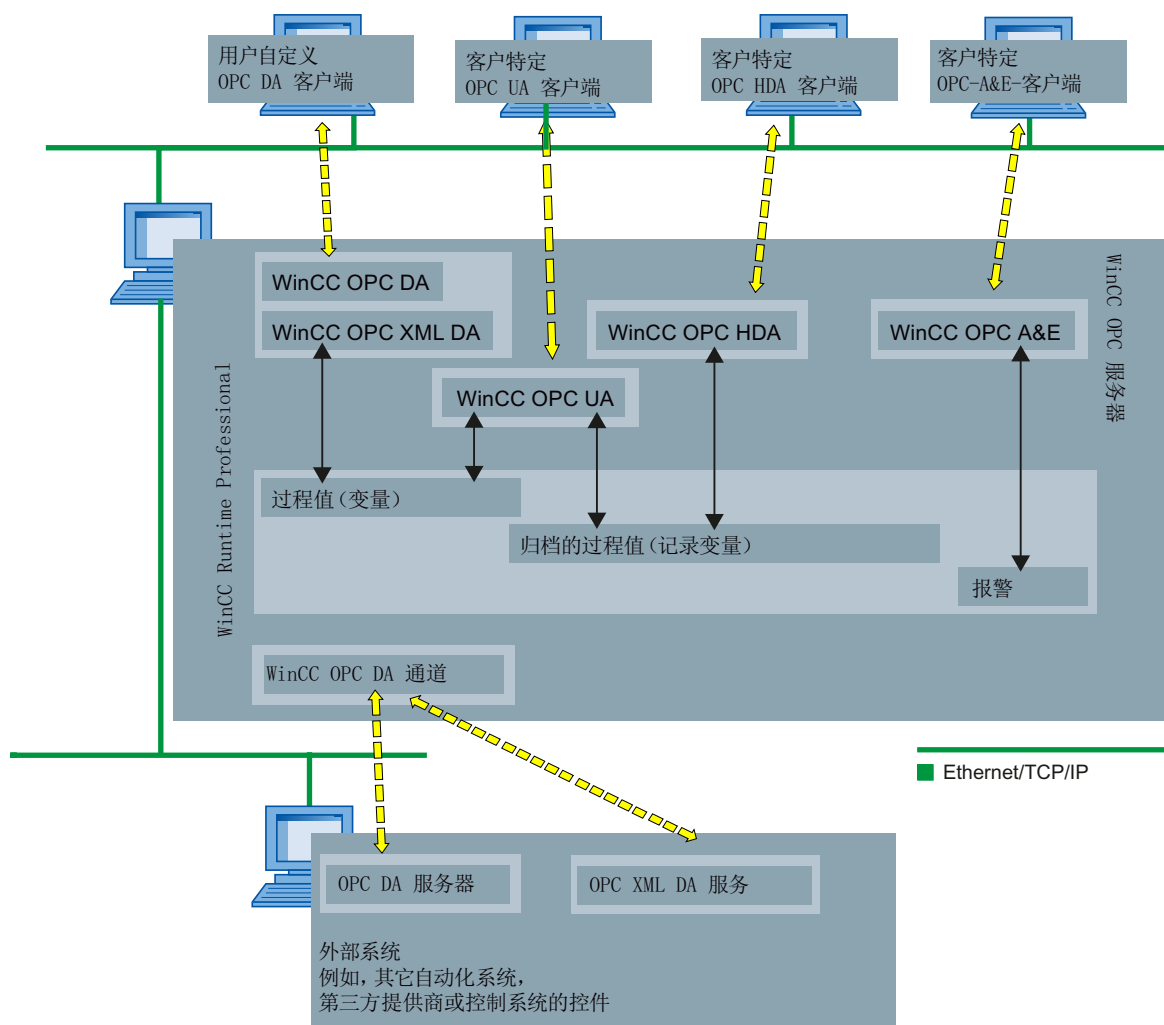 用户自定义
OPC DA 客户端
客户特定
OPC UA 客户端
客户特定
OPC HDA 客户端
客户特定
OPC-A&E-客户端
WinCC OPC DA
WinCC OPC XML DA
WinCC OPC HDA
WinCC OPC A&E
WinCC OPC 服务器
WinCC OPC UA
WinCC Runtime Professional
过程值(变量)
归档的过程值(记录变量)
报警
WinCC OPC DA 通道
Ethernet/TCP/IP
OPC DA 服务器
OPC XML DA 服务
外部系统
例如,其它自动化系统,
第三方提供商或控制系统的控件